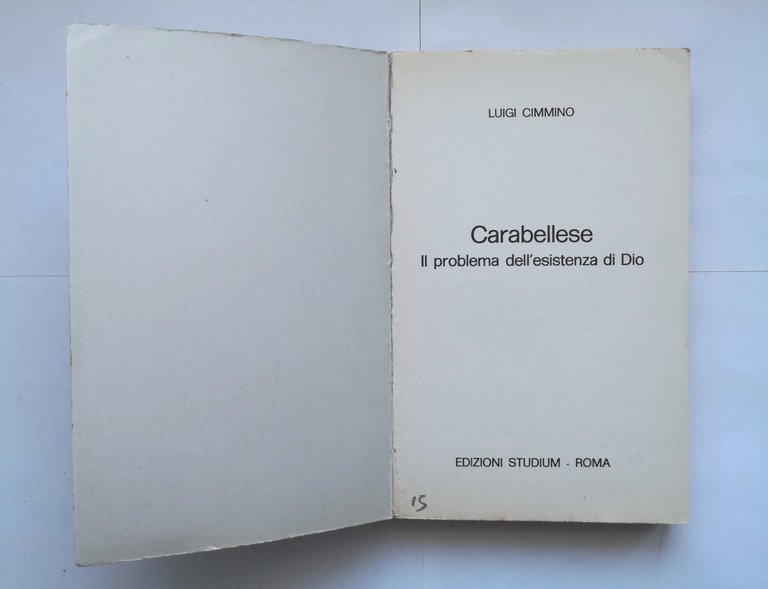 LUIGI CIMMINO
Carabellese
Il problema dell'esistenza di Dio
EDIZIONI STUDIUM - ROMA
15